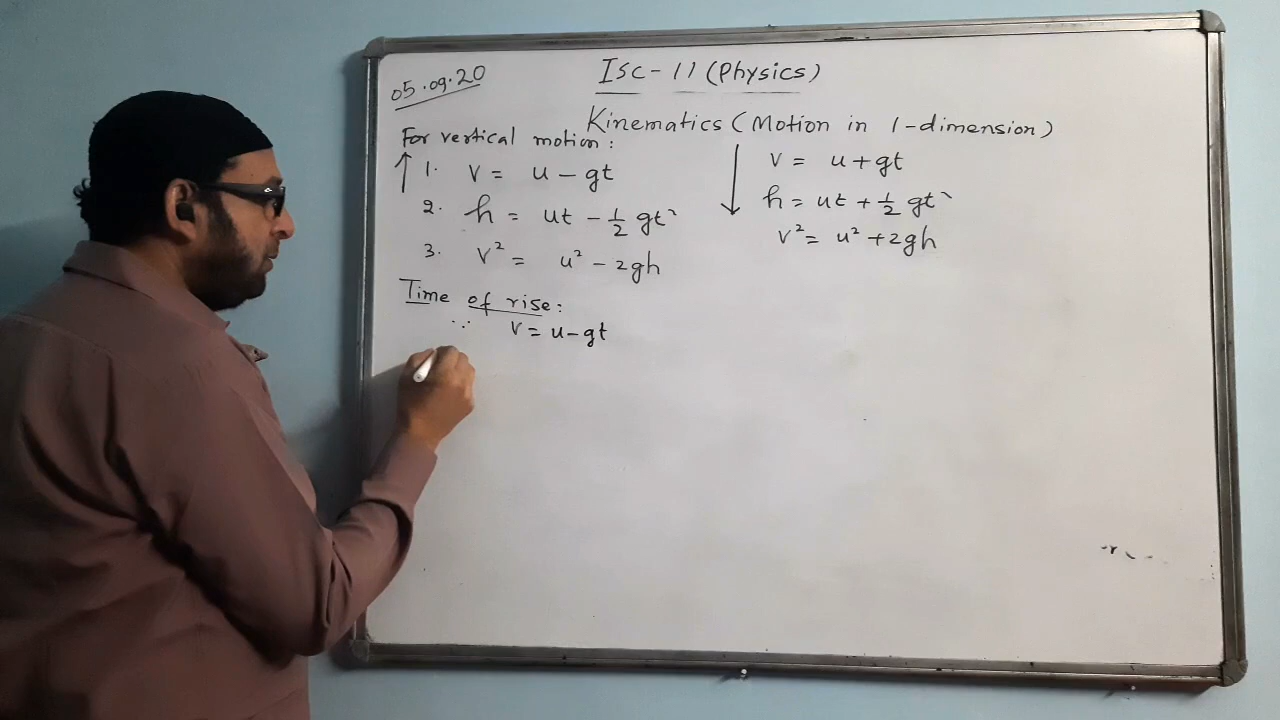 05.09.20
ISC-11 (Physics)
Kinematics (Motion in 1-dimension)
For vertical motion:
↑ 1. v = u - gt
2. h = ut - 1/2 gt²
3. v² = u² - 2gh
↓ v = u + gt
h = ut + 1/2 gt²
v² = u² + 2gh
Time of rise:
∵ v = u - gt